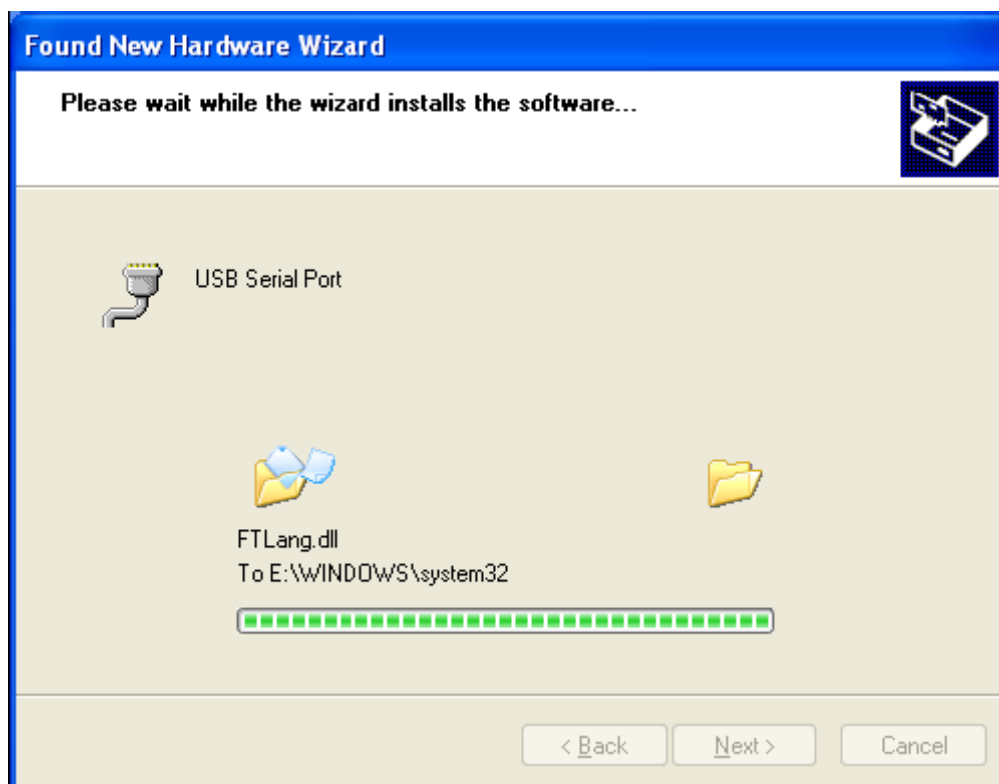 Found New Hardware Wizard
Please wait while the wizard installs the software...
USB Serial Port
FTLang.dll
To E:\WINDOWS\system32
< Back
Next >
Cancel